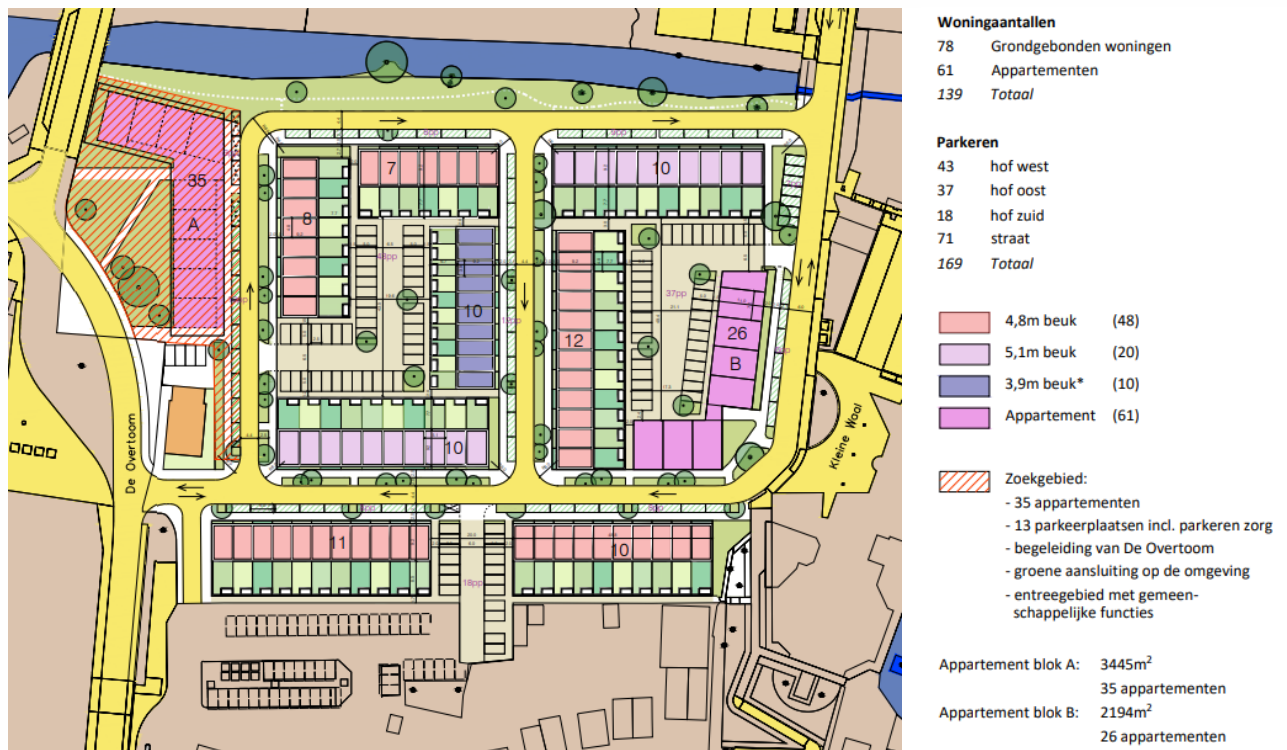 35
A
8
7
10
10
10
12
26
B
11
10
43pp
37pp
18pp
De Overtoom
Kleine Waal
Woningaantallen
78 Grondgebonden woningen
61 Appartementen
139 Totaal
Parkeren
43 hof west
37 hof oost
18 hof zuid
71 straat
169 Totaal
4,8m beuk (48)
5,1m beuk (20)
3,9m beuk* (10)
Appartement (61)
Zoekgebied:
- 35 appartementen
- 13 parkeerplaatsen incl. parkeren zorg
- begeleiding van De Overtoom
- groene aansluiting op de omgeving
- entreegebied met gemeen-
schappelijke functies
Appartement blok A: 3445m²
35 appartementen
Appartement blok B: 2194m²
26 appartementen